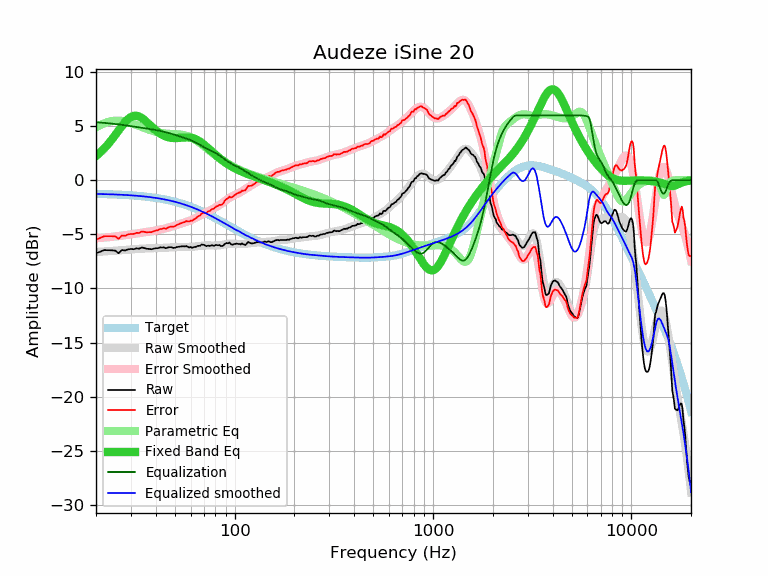 Audeze iSine 20
10
5
0
−5
−10
−15
−20
−25
−30
Amplitude (dBr)
Target
Raw Smoothed
Error Smoothed
Raw
Error
Parametric Eq
Fixed Band Eq
Equalization
Equalized smoothed
100 1000 10000
Frequency (Hz)